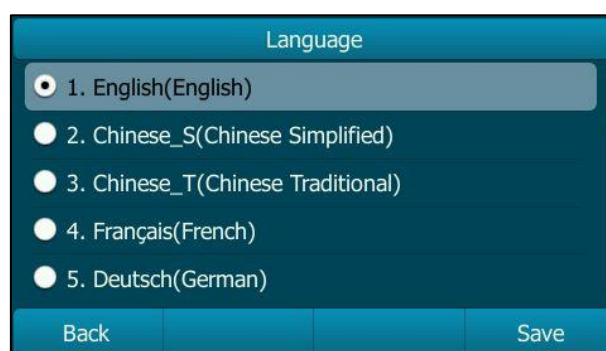 Language
1. English(English)
2. Chinese_S(Chinese Simplified)
3. Chinese_T(Chinese Traditional)
4. Français(French)
5. Deutsch(German)
Back Save